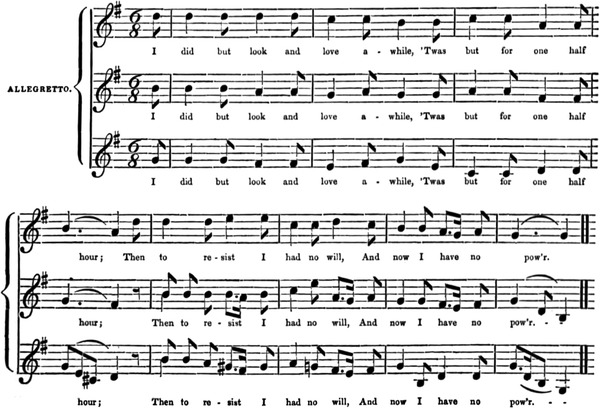 I did but look and love a - while, 'Twas but for one half
ALLEGRETTO.
I did but look and love a - while, 'Twas but for one half
I did but look and love a - while, 'Twas but for one half
hour; Then to re - sist I had no will, And now I have no pow'r.
hour; Then to re - sist I had no will, And now I have no pow'r. -
hour; Then to re - sist I had no will, And now I have no pow'r. - -